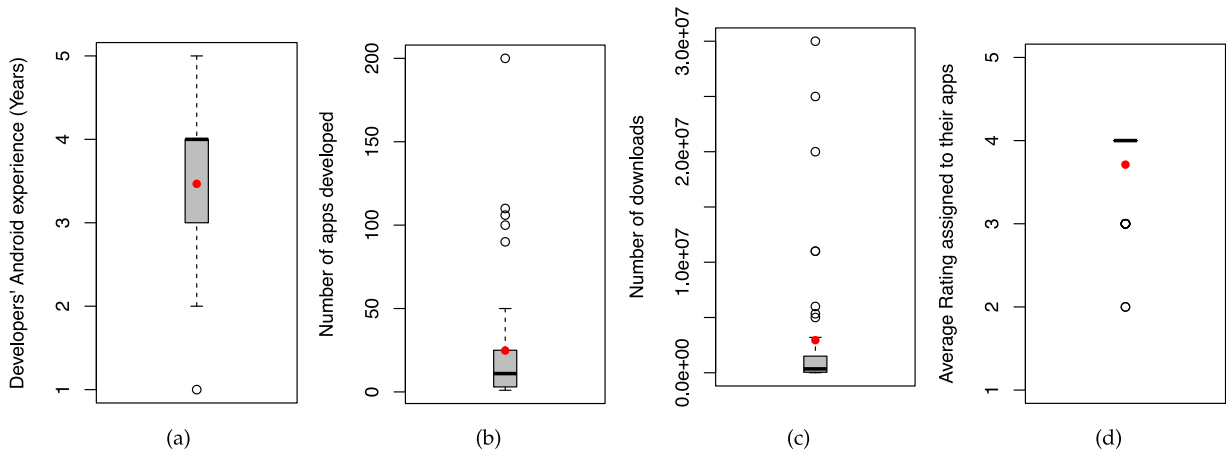 Developers' Android experience (Years)
5
4
3
2
1
(a)
Number of apps developed
200
150
100
50
0
(b)
Number of downloads
3.0e+07
2.0e+07
1.0e+07
0.0e+00
(c)
Average Rating assigned to their apps
5
4
3
2
1
(d)